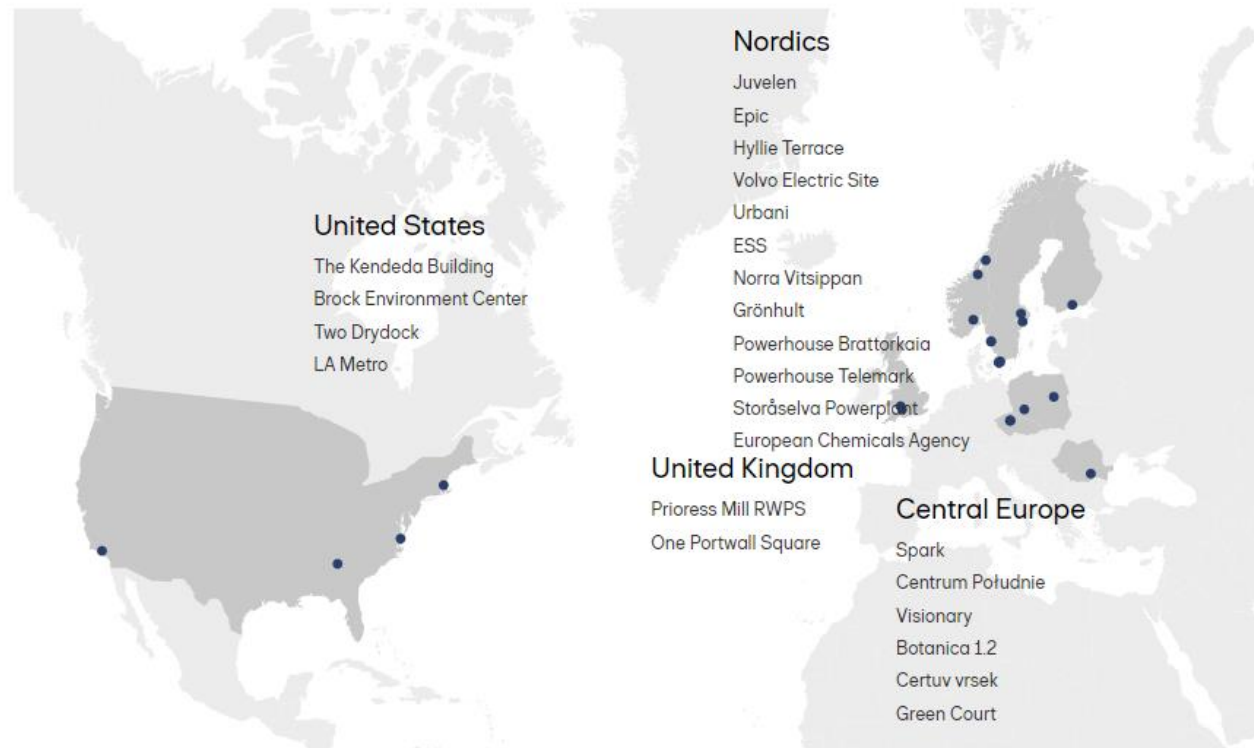 United States
The Kendeda Building
Brock Environment Center
Two Drydock
LA Metro
Nordics
Juvelen
Epic
Hyllie Terrace
Volvo Electric Site
Urbani
ESS
Norra Vitsippan
Grönhult
Powerhouse Brattorkaia
Powerhouse Telemark
Storåselva Powerplant
European Chemicals Agency
United Kingdom
Prioress Mill RWPS
One Portwall Square
Central Europe
Spark
Centrum Południe
Visionary
Botanica 1.2
Certuv vrsek
Green Court